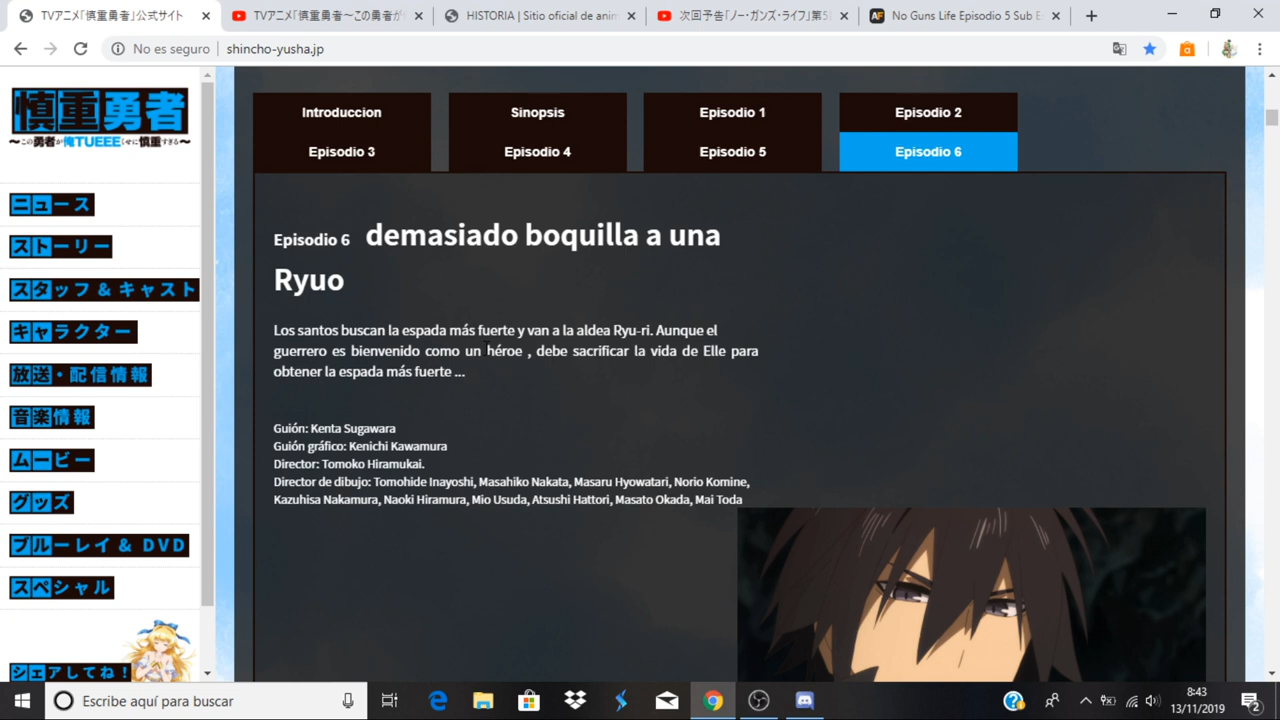 TVアニメ「慎重勇者」公式サイト
TVアニメ「慎重勇者～この勇者が
HISTORIA | Sitio oficial de anim
次回予告「ノー・ガンズ・ライフ」第5
No Guns Life Episodio 5 Sub E
No es seguro
shincho-yusha.jp
慎重勇者
～この勇者が俺TUEEEくせに慎重すぎる～
ニュース
ストーリー
スタッフ & キャスト
キャラクター
放送・配信情報
音楽情報
ムービー
グッズ
ブルーレイ & DVD
スペシャル
シェアしてね！
Introduccion
Sinopsis
Episodio 1
Episodio 2
Episodio 3
Episodio 4
Episodio 5
Episodio 6
Episodio 6 demasiado boquilla a una
Ryuo
Los santos buscan la espada más fuerte y van a la aldea Ryu-ri. Aunque el
guerrero es bienvenido como un héroe , debe sacrificar la vida de Elle para
obtener la espada más fuerte ...
Guión: Kenta Sugawara
Guión gráfico: Kenichi Kawamura
Director: Tomoko Hiramukai.
Director de dibujo: Tomohide Inayoshi, Masahiko Nakata, Masaru Hyowatari, Norio Komine,
Kazuhisa Nakamura, Naoki Hiramura, Mio Usuda, Atsushi Hattori, Masato Okada, Mai Toda
Escribe aquí para buscar
8:43
13/11/2019
2